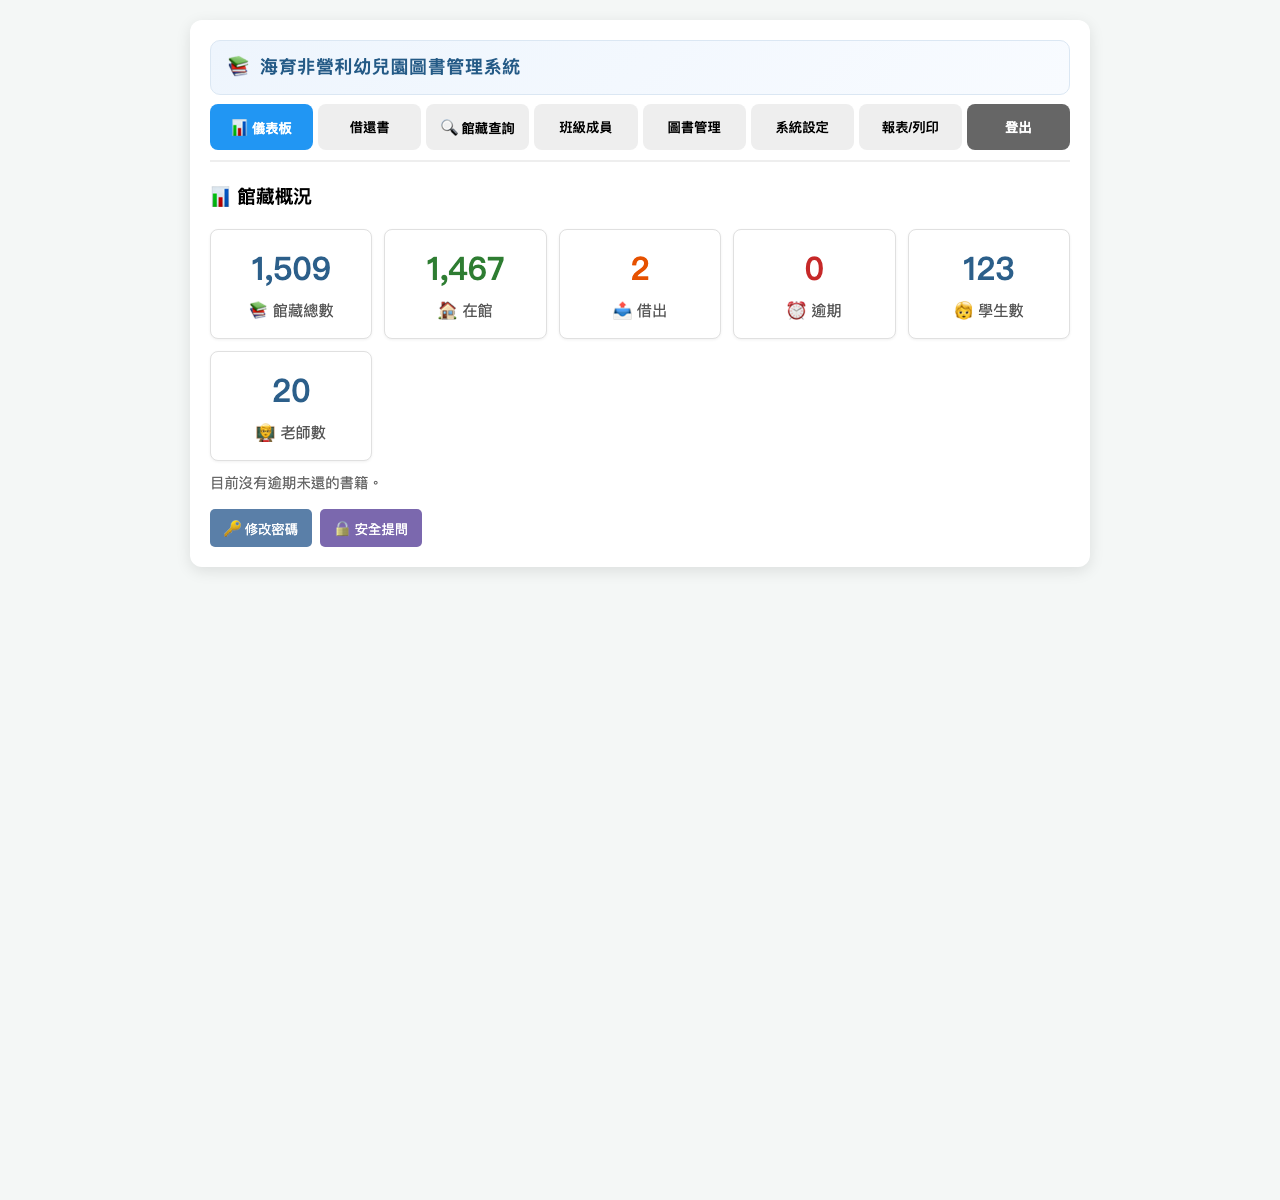 海育非營利幼兒園圖書管理系統
儀表板 借還書 館藏查詢 班級成員 圖書管理 系統設定 報表/列印 登出
館藏概況
1,509 1,467 2 0 123
館藏總數 在館 借出 逾期 學生數
20
老師數
目前沒有逾期未還的書籍。
修改密碼 安全提問